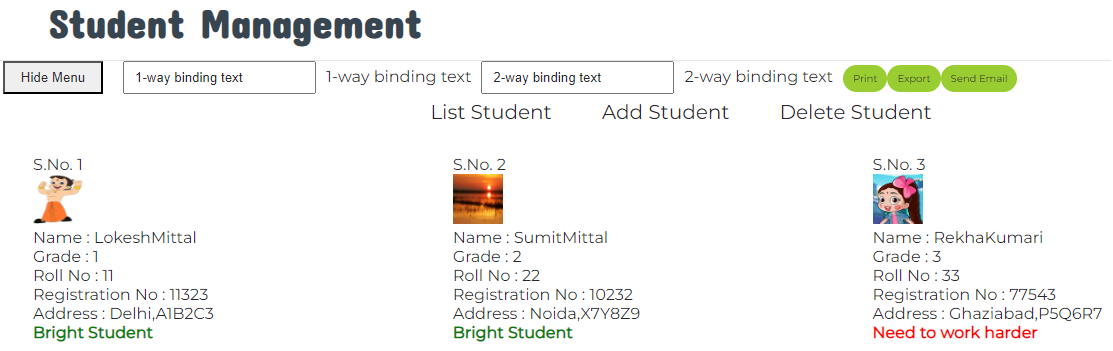 Student Management
Hide Menu 1-way binding text 1-way binding text 2-way binding text 2-way binding text Print Export Send Email
List Student Add Student Delete Student
S.No. 1
Name : LokeshMittal
Grade : 1
Roll No : 11
Registration No : 11323
Address : Delhi,A1B2C3
Bright Student
S.No. 2
Name : SumitMittal
Grade : 2
Roll No : 22
Registration No : 10232
Address : Noida,X7Y8Z9
Bright Student
S.No. 3
Name : RekhaKumari
Grade : 3
Roll No : 33
Registration No : 77543
Address : Ghaziabad,P5Q6R7
Need to work harder